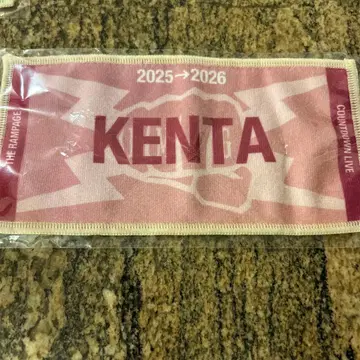 2025→2026
THE RAMPAGE
KENTA
COUNTDOWN LIVE